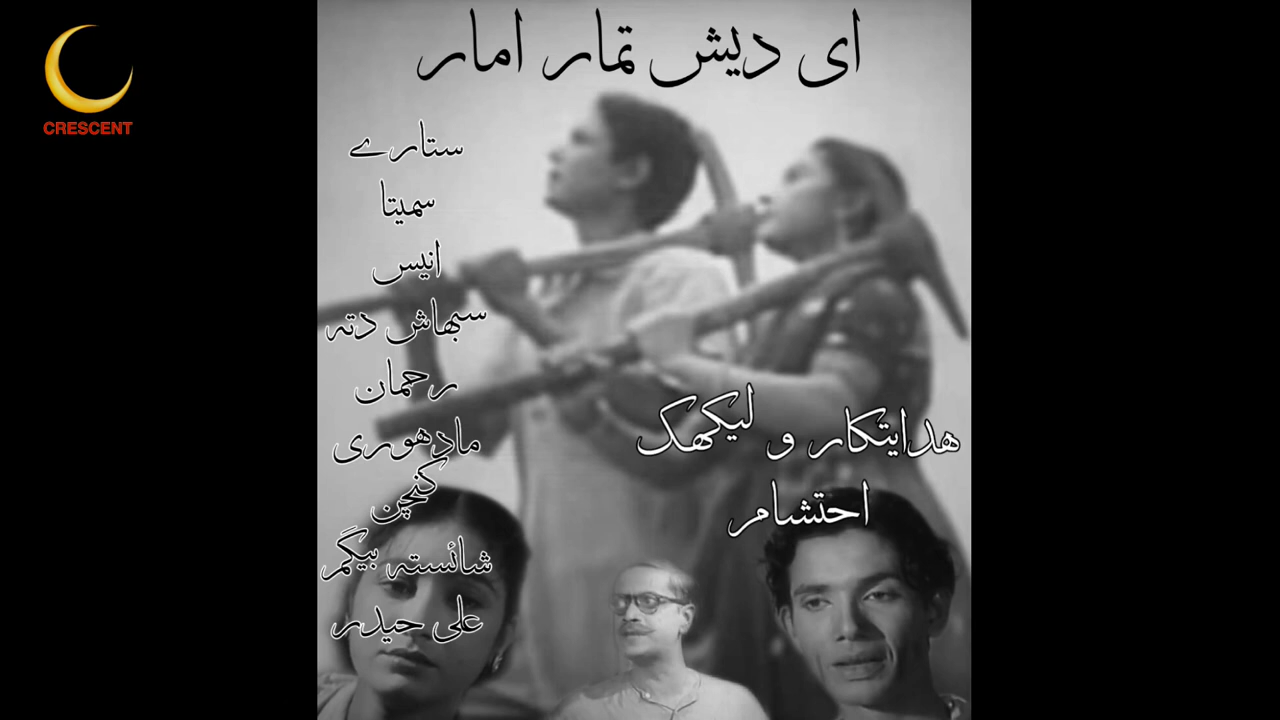 CRESCENT
ای دیش تمار امار
ستارے
سمیتا
انیس
سبھاش دتہ
رحمان
مادھوری
کنچن
شائستہ بیگم
علی حیدر
ھدایتکار و لیکھک
احتشام